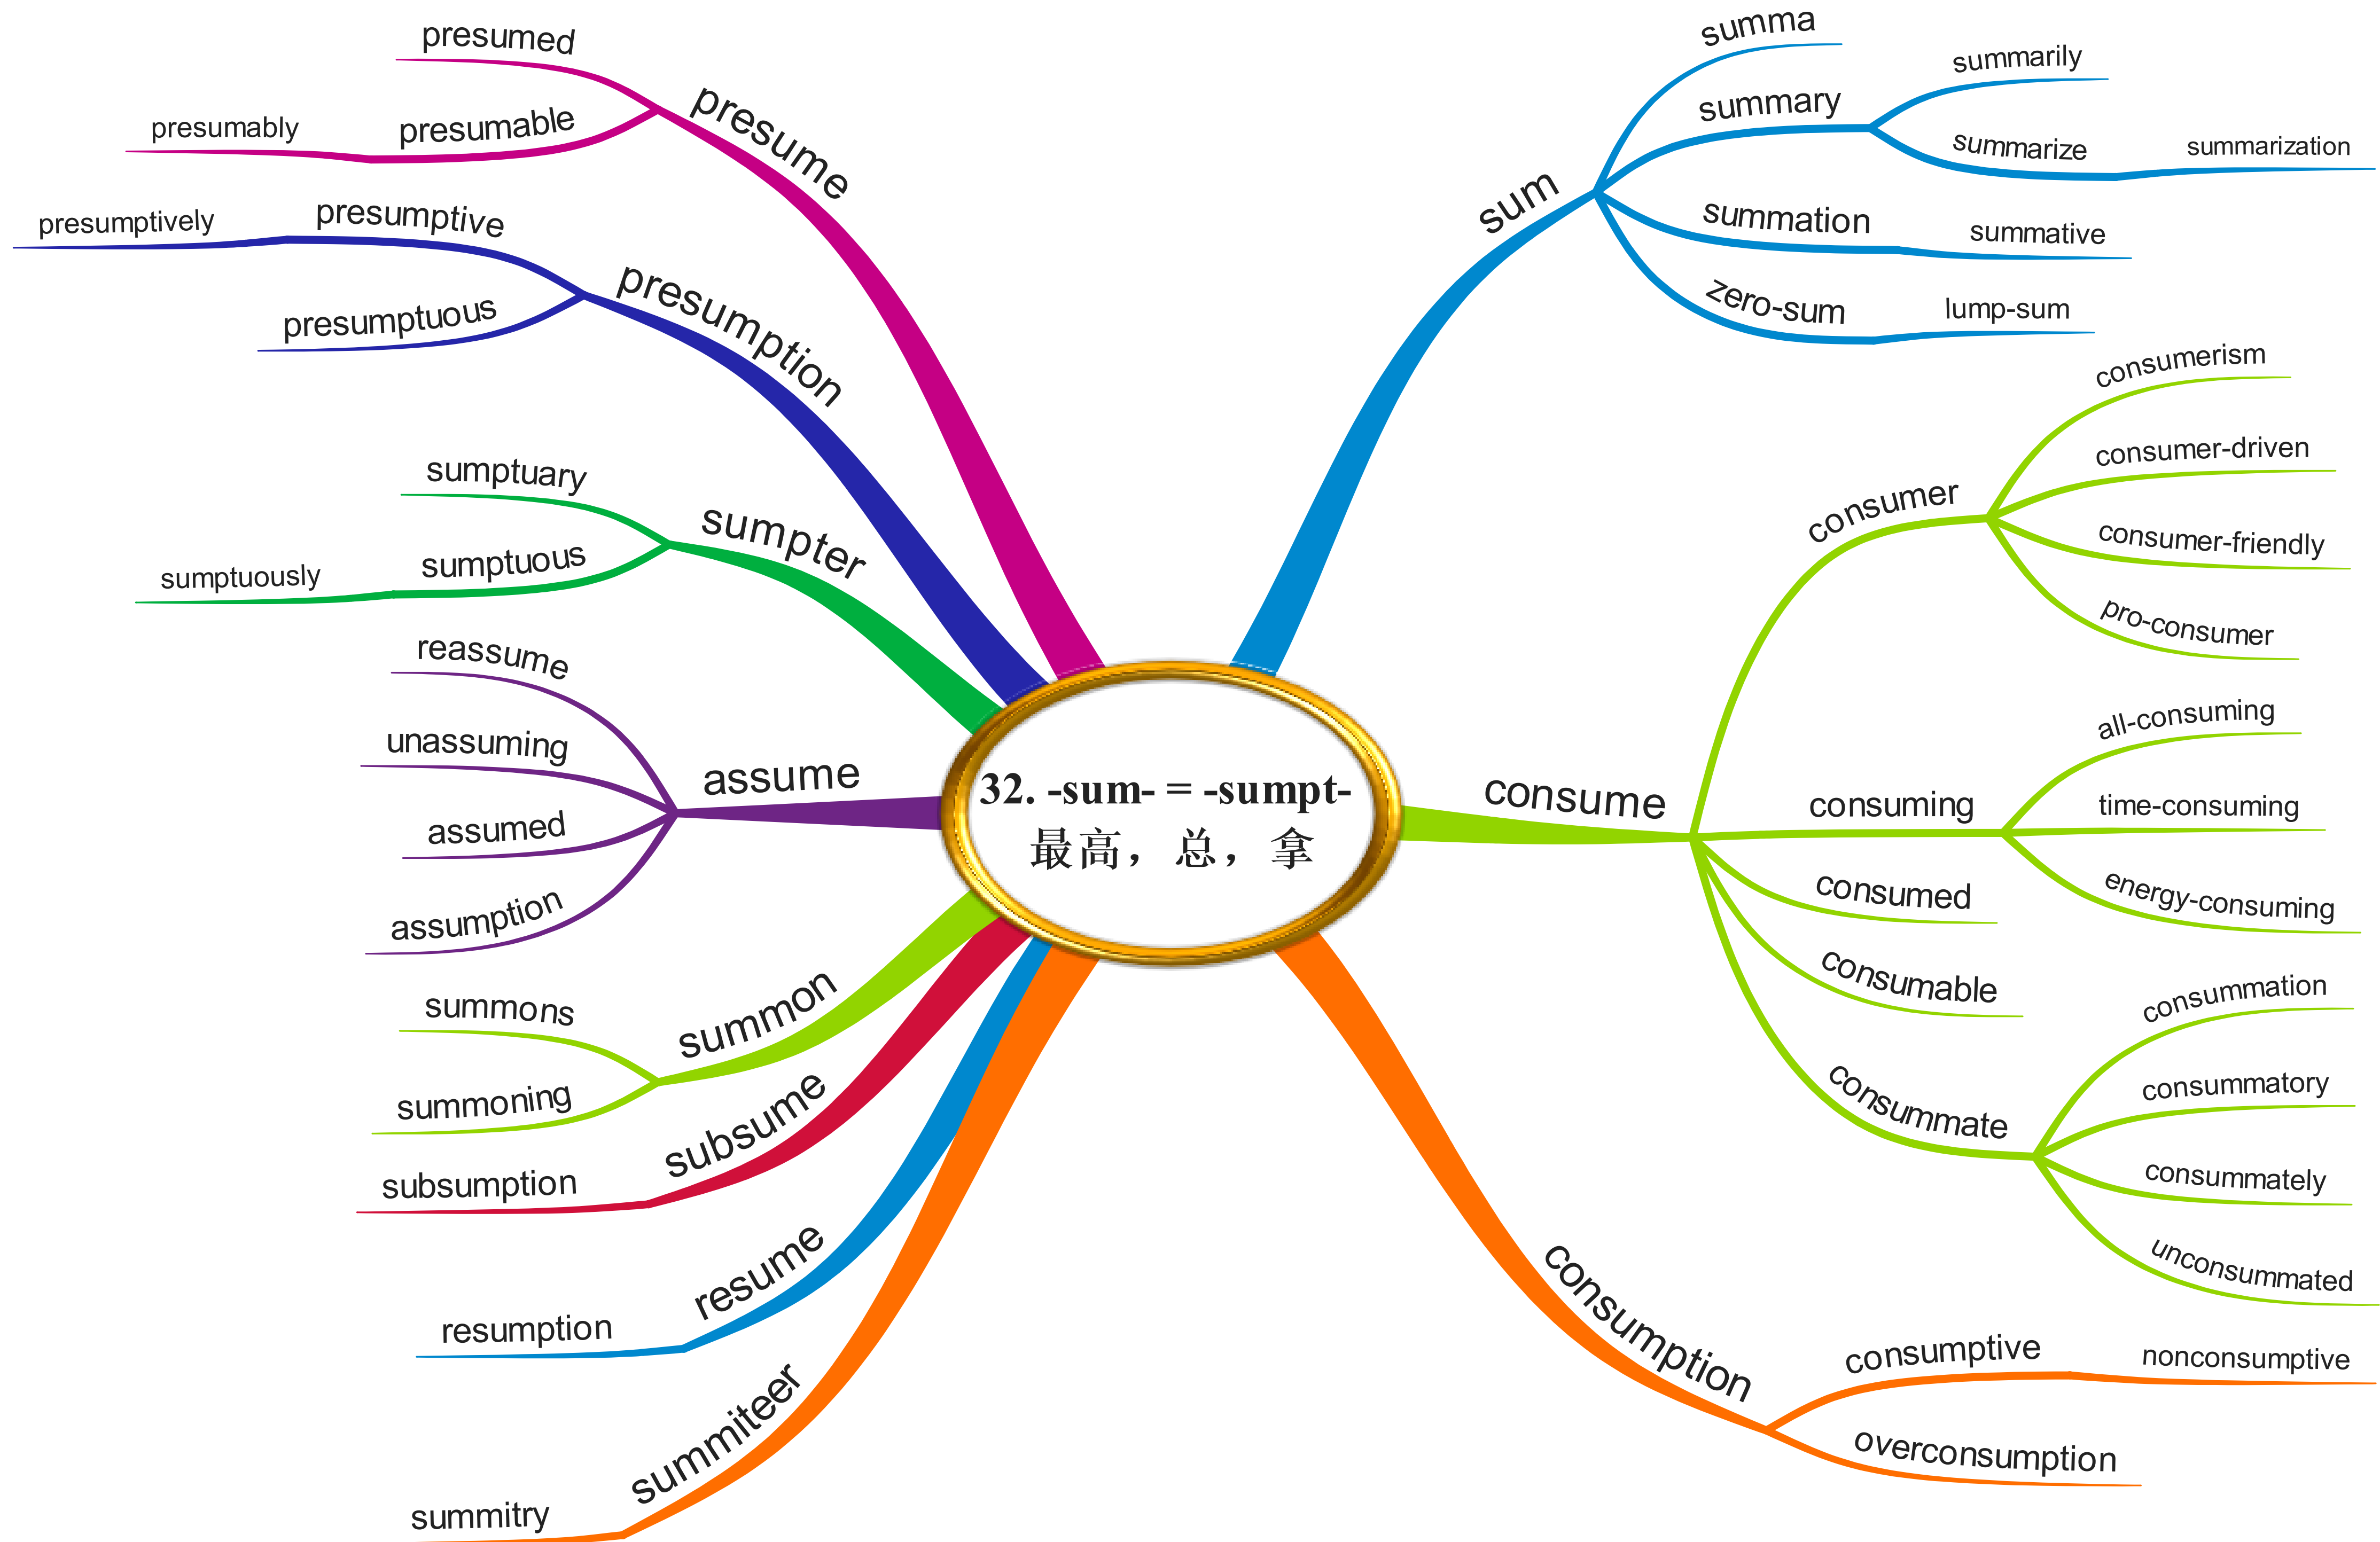 32. -sum- = -sumpt-
最高，总，拿
sum
summa
summary
summarily
summarize
summarization
summation
summative
zero-sum
lump-sum
consume
consumer
consumerism
consumer-driven
consumer-friendly
pro-consumer
consuming
all-consuming
time-consuming
energy-consuming
consumed
consumable
consummate
consummation
consummatory
consummately
unconsummated
consumption
consumptive
nonconsumptive
overconsumption
presume
presumed
presumable
presumably
presumption
presumptive
presumptively
presumptuous
sumpter
sumptuary
sumptuous
sumptuously
assume
reassume
unassuming
assumed
assumption
summon
summons
summoning
subsume
subsumption
resume
resumption
summiteer
summitry